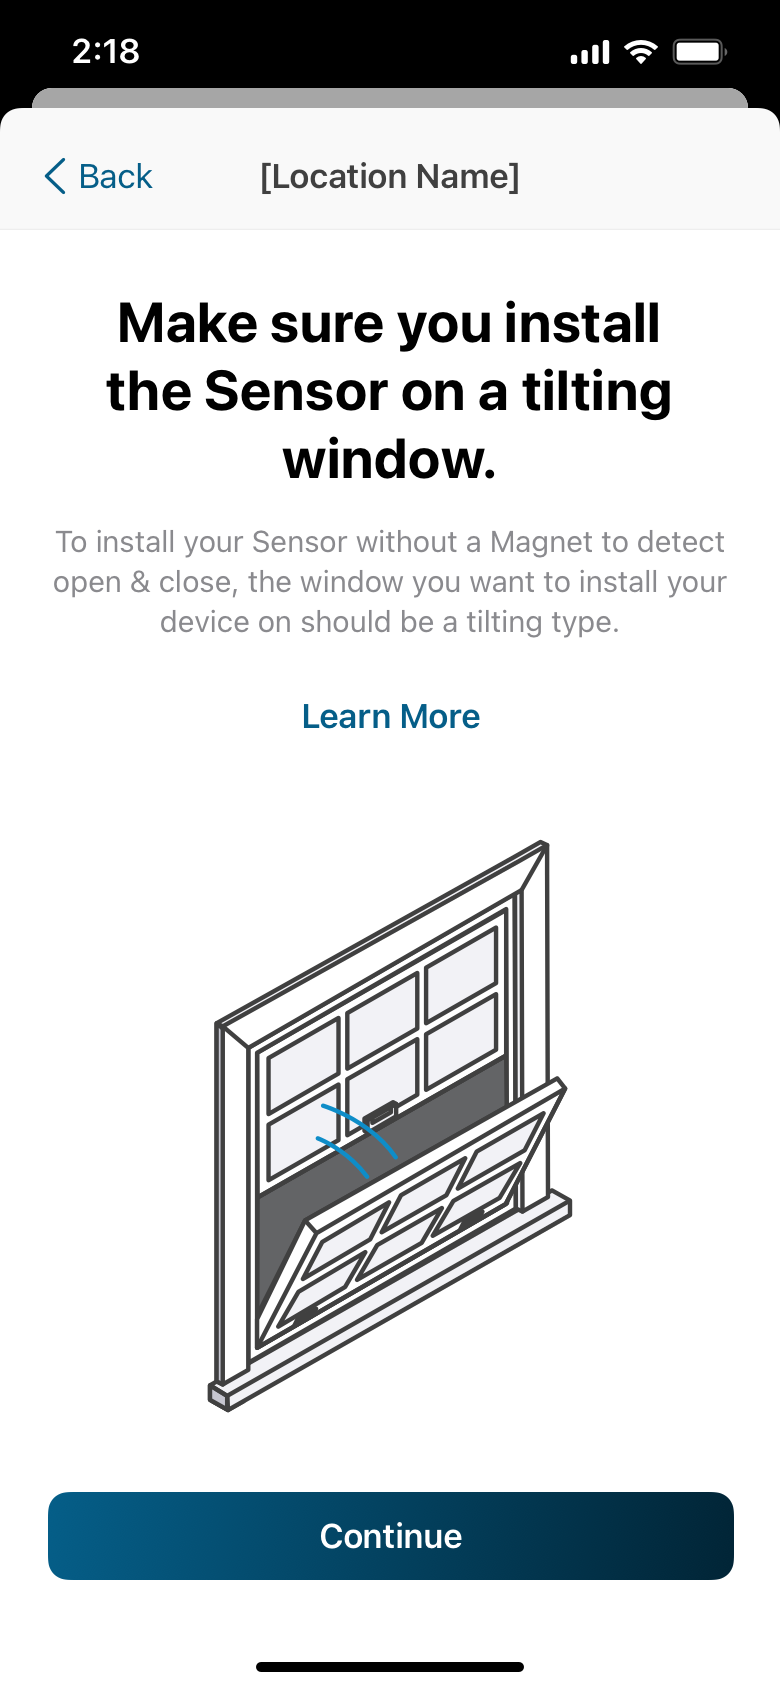 2:18
Back
[Location Name]
Make sure you install
the Sensor on a tilting
window.
To install your Sensor without a Magnet to detect
open & close, the window you want to install your
device on should be a tilting type.
Learn More
Continue